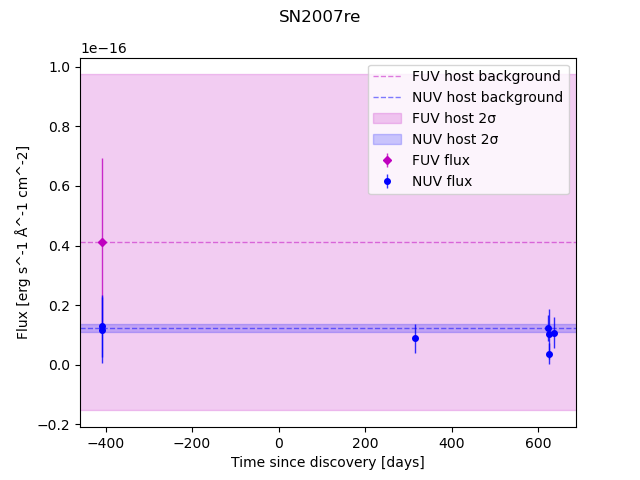 SN2007re
1e−16
1.0
0.8
0.6
0.4
0.2
0.0
−0.2
Flux [erg s^-1 Å^-1 cm^-2]
FUV host background
NUV host background
FUV host 2σ
NUV host 2σ
FUV flux
NUV flux
−400
−200
0
200
400
600
Time since discovery [days]